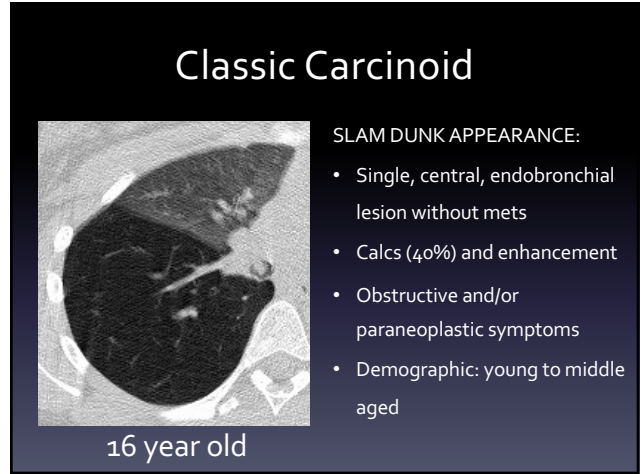 Classic Carcinoid
SLAM DUNK APPEARANCE:
• Single, central, endobronchial
lesion without mets
• Calcs (40%) and enhancement
• Obstructive and/or
paraneoplastic symptoms
• Demographic: young to middle
aged
16 year old